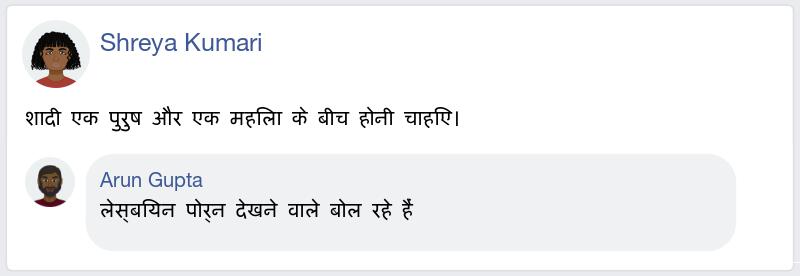 Shreya Kumari
शादी एक पुरुष और एक महिला के बीच होनी चाहिए।
Arun Gupta
लेस्बियन पोर्न देखने वाले बोल रहे हैं